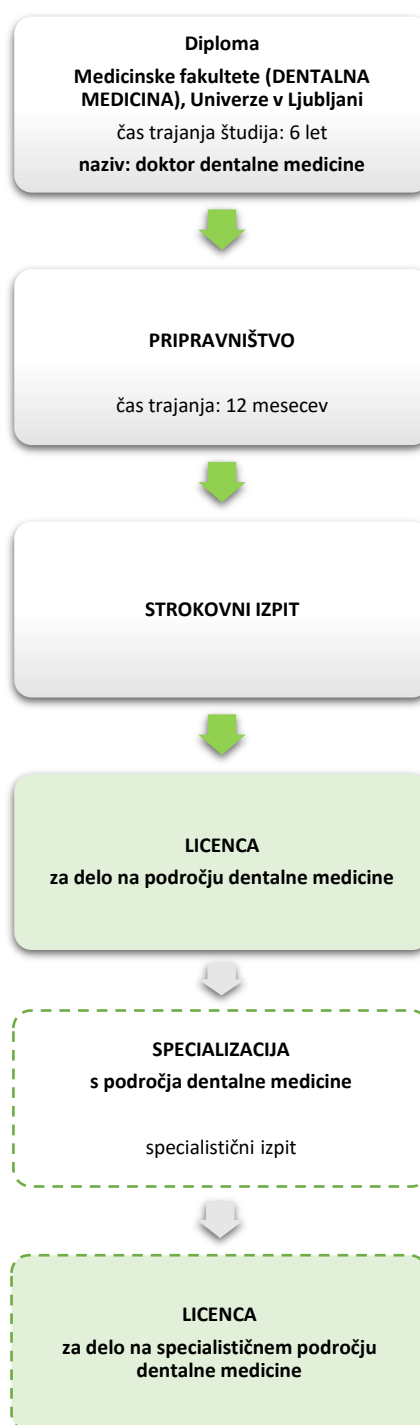 Diploma
Medicinske fakultete (DENTALNA
MEDICINA), Univerze v Ljubljani
čas trajanja študija: 6 let
naziv: doktor dentalne medicine
PRIPRAVNIŠTVO
čas trajanja: 12 mesecev
STROKOVNI IZPIT
LICENCA
za delo na področju dentalne medicine
SPECIALIZACIJA
s področja dentalne medicine
specialistični izpit
LICENCA
za delo na specialističnem področju
dentalne medicine